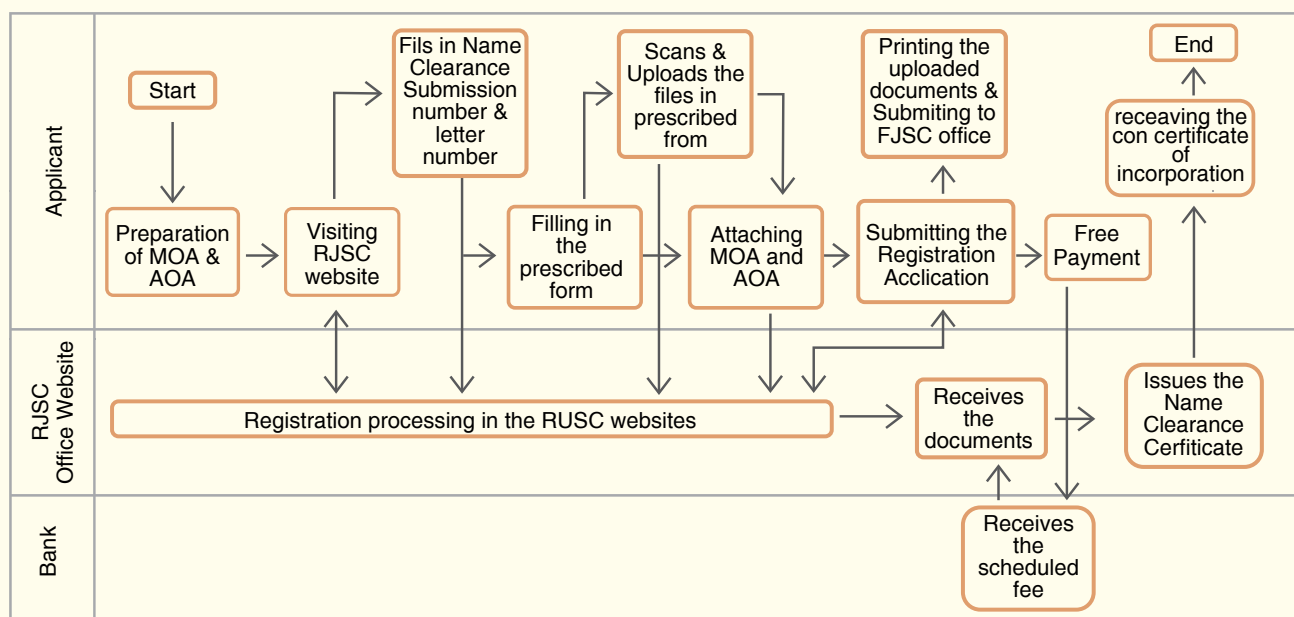 Applicant
Start
Preparation
of MOA &
AOA
Visiting
RJSC
website
Fils in Name
Clearance
Submission
number &
letter
number
Filling in
the
prescribed
form
Scans &
Uploads the
files in
prescribed
from
Attaching
MOA and
AOA
Printing the
uploaded
documents &
Submiting to
FJSC office
Submitting the
Registration
Acclication
Free
Payment
End
receaving the
con certificate
of
incorporation
RJSC
Office Website
Registration processing in the RUSC websites
Receives
the
documents
Issues the
Name
Clearance
Cerfiticate
Bank
Receives
the
scheduled
fee